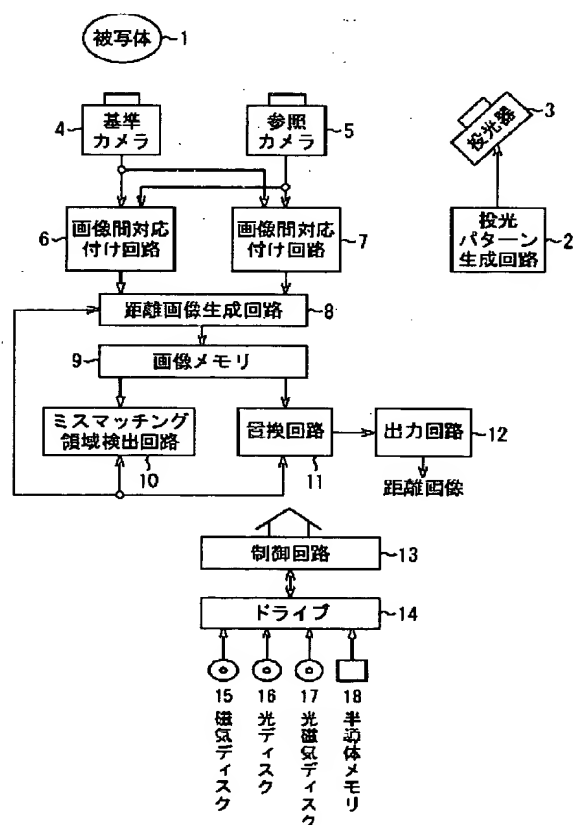 被写体
1
4
基準
カメラ
参照
カメラ
5
投光器
3
6
画像間対応
付け回路
画像間対応
付け回路
7
投光
パターン
生成回路
2
距離画像生成回路
8
9
画像メモリ
ミスマッチング
領域検出回路
10
置換回路
11
出力回路
12
距離画像
制御回路
13
ドライブ
14
15
磁気ディスク
16
光ディスク
17
光磁気ディスク
18
半導体メモリ